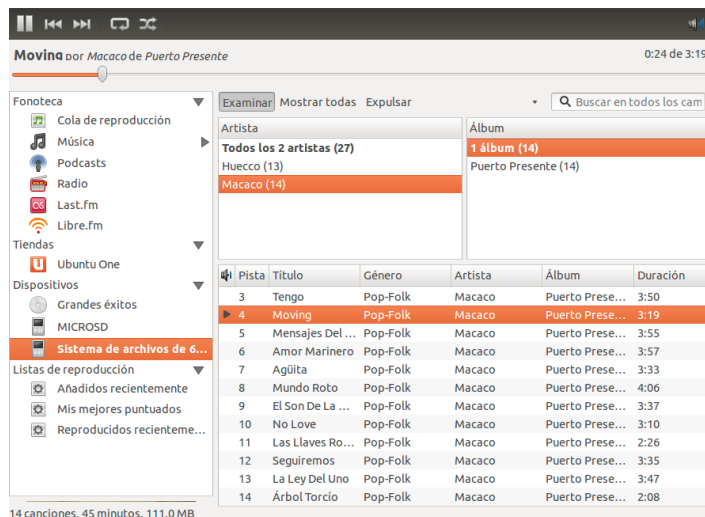 Moving por Macaco de Puerto Presente 0:24 de 3:19
Fonoteca
Cola de reproducción
Música
Podcasts
Radio
Last.fm
Libre.fm
Tiendas
Ubuntu One
Dispositivos
Grandes éxitos
MICROSD
Sistema de archivos de 6...
Listas de reproducción
Añadidos recientemente
Mis mejores puntuados
Reproducidos recienteme...
Examinar Mostrar todas Expulsar Buscar en todos los cam
Artista
Todos los 2 artistas (27)
Huecco (13)
Macaco (14)
Álbum
1 álbum (14)
Puerto Presente (14)
Pista Título Género Artista Álbum Duración
3 Tengo Pop-Folk Macaco Puerto Prese... 3:50
4 Moving Pop-Folk Macaco Puerto Prese... 3:19
5 Mensajes Del ... Pop-Folk Macaco Puerto Prese... 3:55
6 Amor Marinero Pop-Folk Macaco Puerto Prese... 3:57
7 Agüita Pop-Folk Macaco Puerto Prese... 3:33
8 Mundo Roto Pop-Folk Macaco Puerto Prese... 4:06
9 El Son De La ... Pop-Folk Macaco Puerto Prese... 3:37
10 No Love Pop-Folk Macaco Puerto Prese... 3:10
11 Las Llaves Ro... Pop-Folk Macaco Puerto Prese... 2:26
12 Seguiremos Pop-Folk Macaco Puerto Prese... 3:35
13 La Ley Del Uno Pop-Folk Macaco Puerto Prese... 3:47
14 Árbol Torcío Pop-Folk Macaco Puerto Prese... 2:08
14 canciones, 45 minutos, 111,0 MB